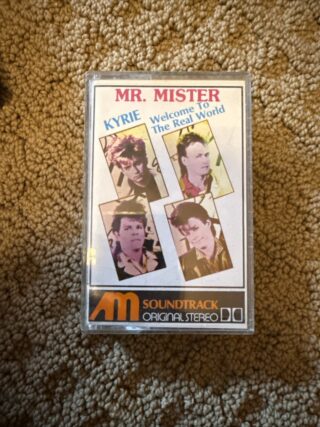 MR. MISTER
KYRIE
Welcome To
The Real World
AM
SOUNDTRACK
ORIGINAL STEREO